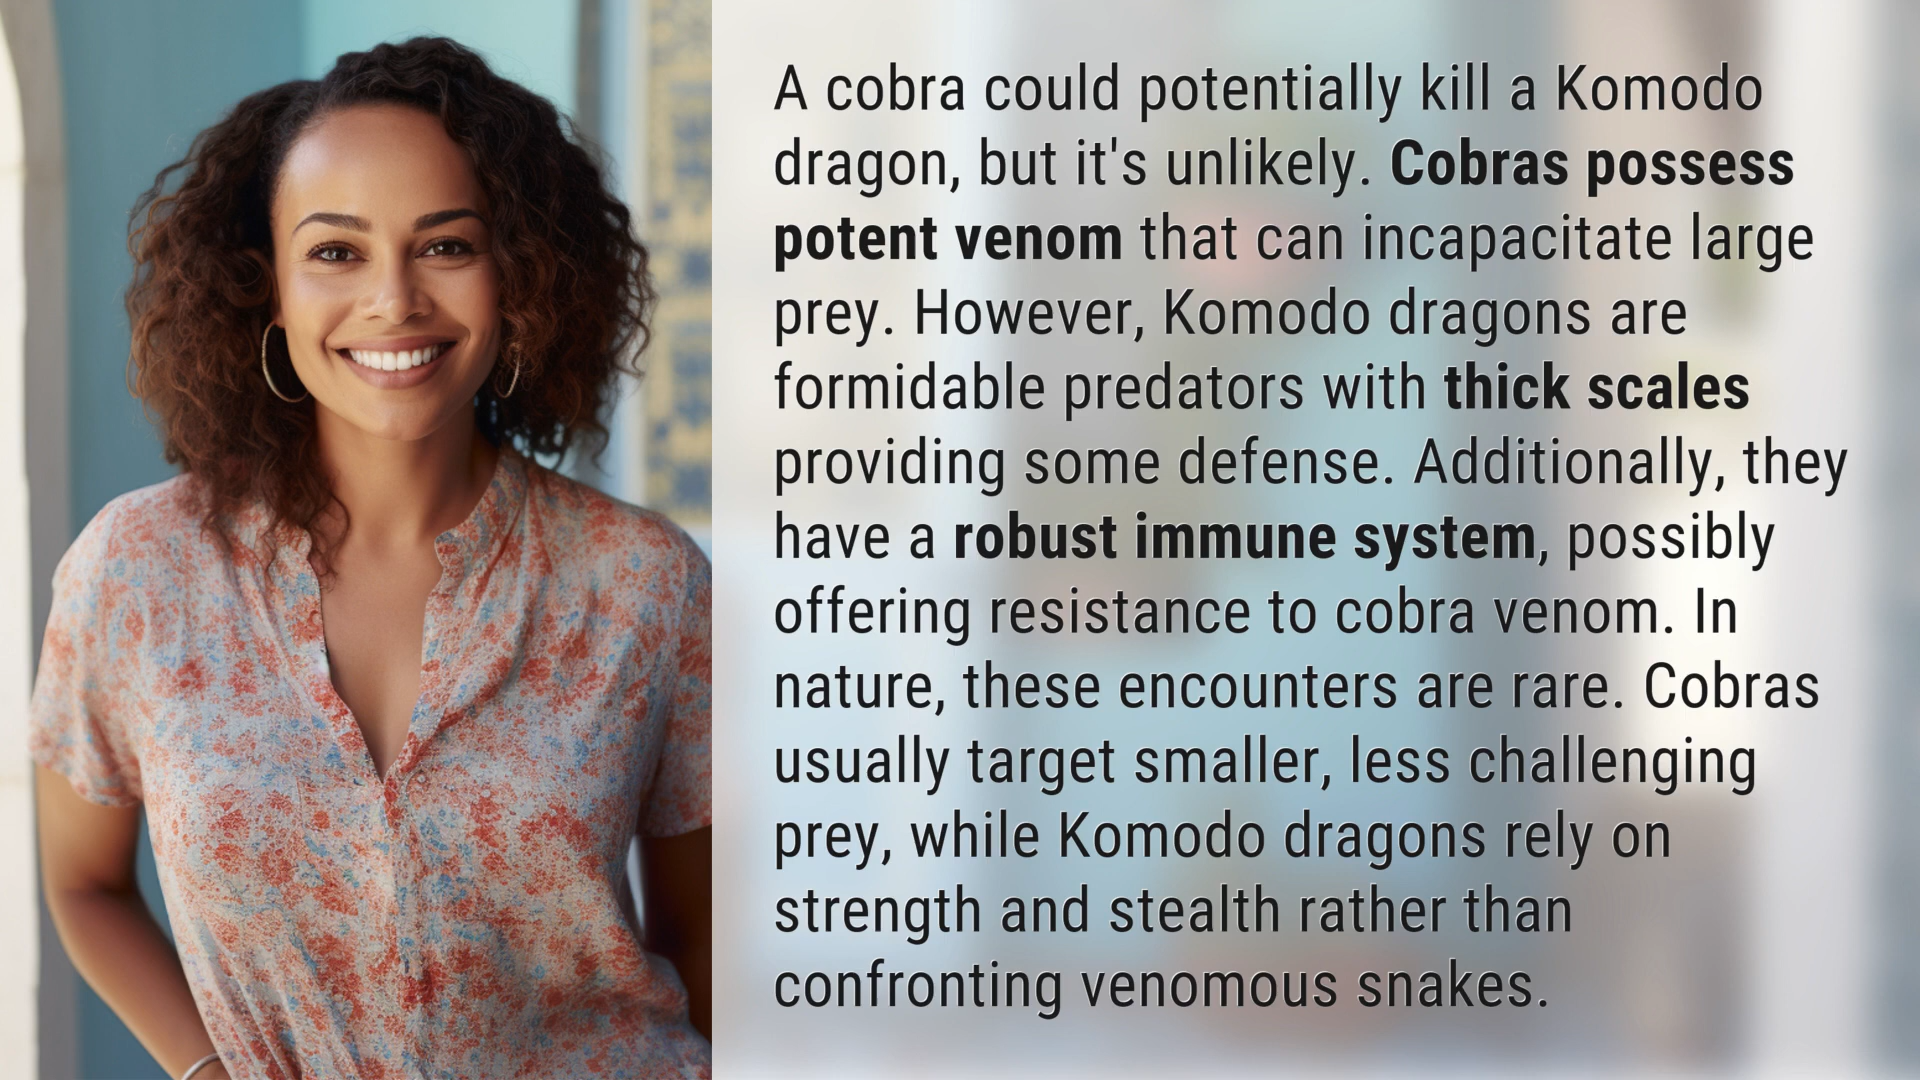 A cobra could potentially kill a Komodo
dragon, but it's unlikely. Cobras possess
potent venom that can incapacitate large
prey. However, Komodo dragons are
formidable predators with thick scales
providing some defense. Additionally, they
have a robust immune system, possibly
offering resistance to cobra venom. In
nature, these encounters are rare. Cobras
usually target smaller, less challenging
prey, while Komodo dragons rely on
strength and stealth rather than
confronting venomous snakes.